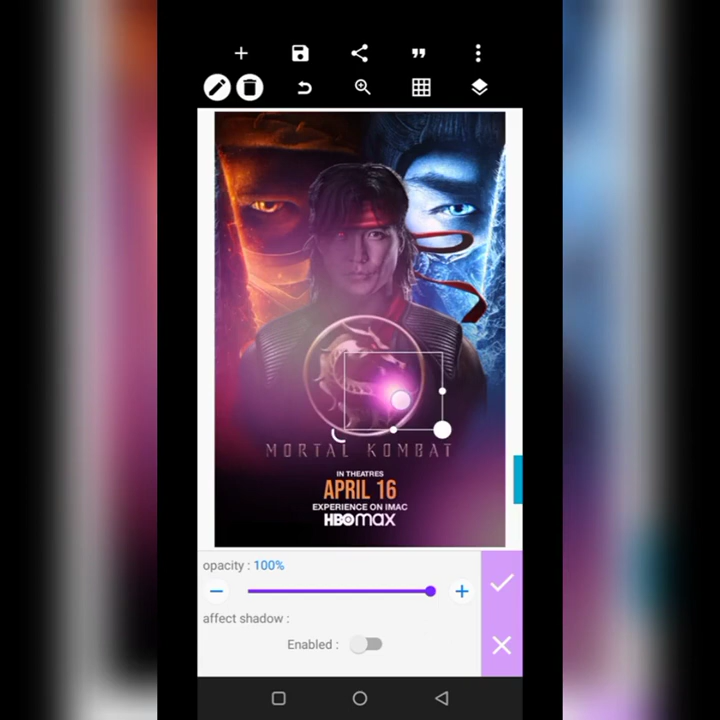 MORTAL KOMBAT
IN THEATRES
APRIL 16
EXPERIENCE ON IMAC
HBOmax
opacity : 100%
affect shadow :
Enabled :